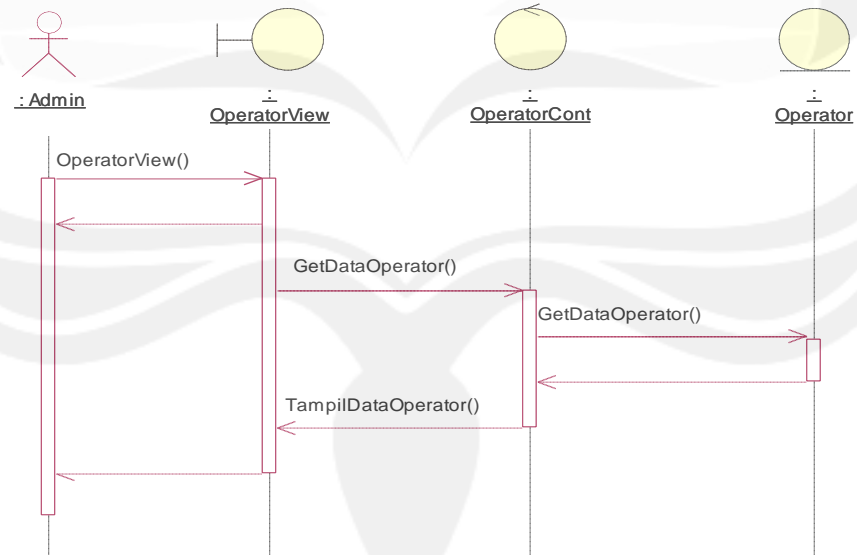 : Admin
:
OperatorView
:
OperatorCont
:
Operator
OperatorView()
GetDataOperator()
GetDataOperator()
TampilDataOperator()